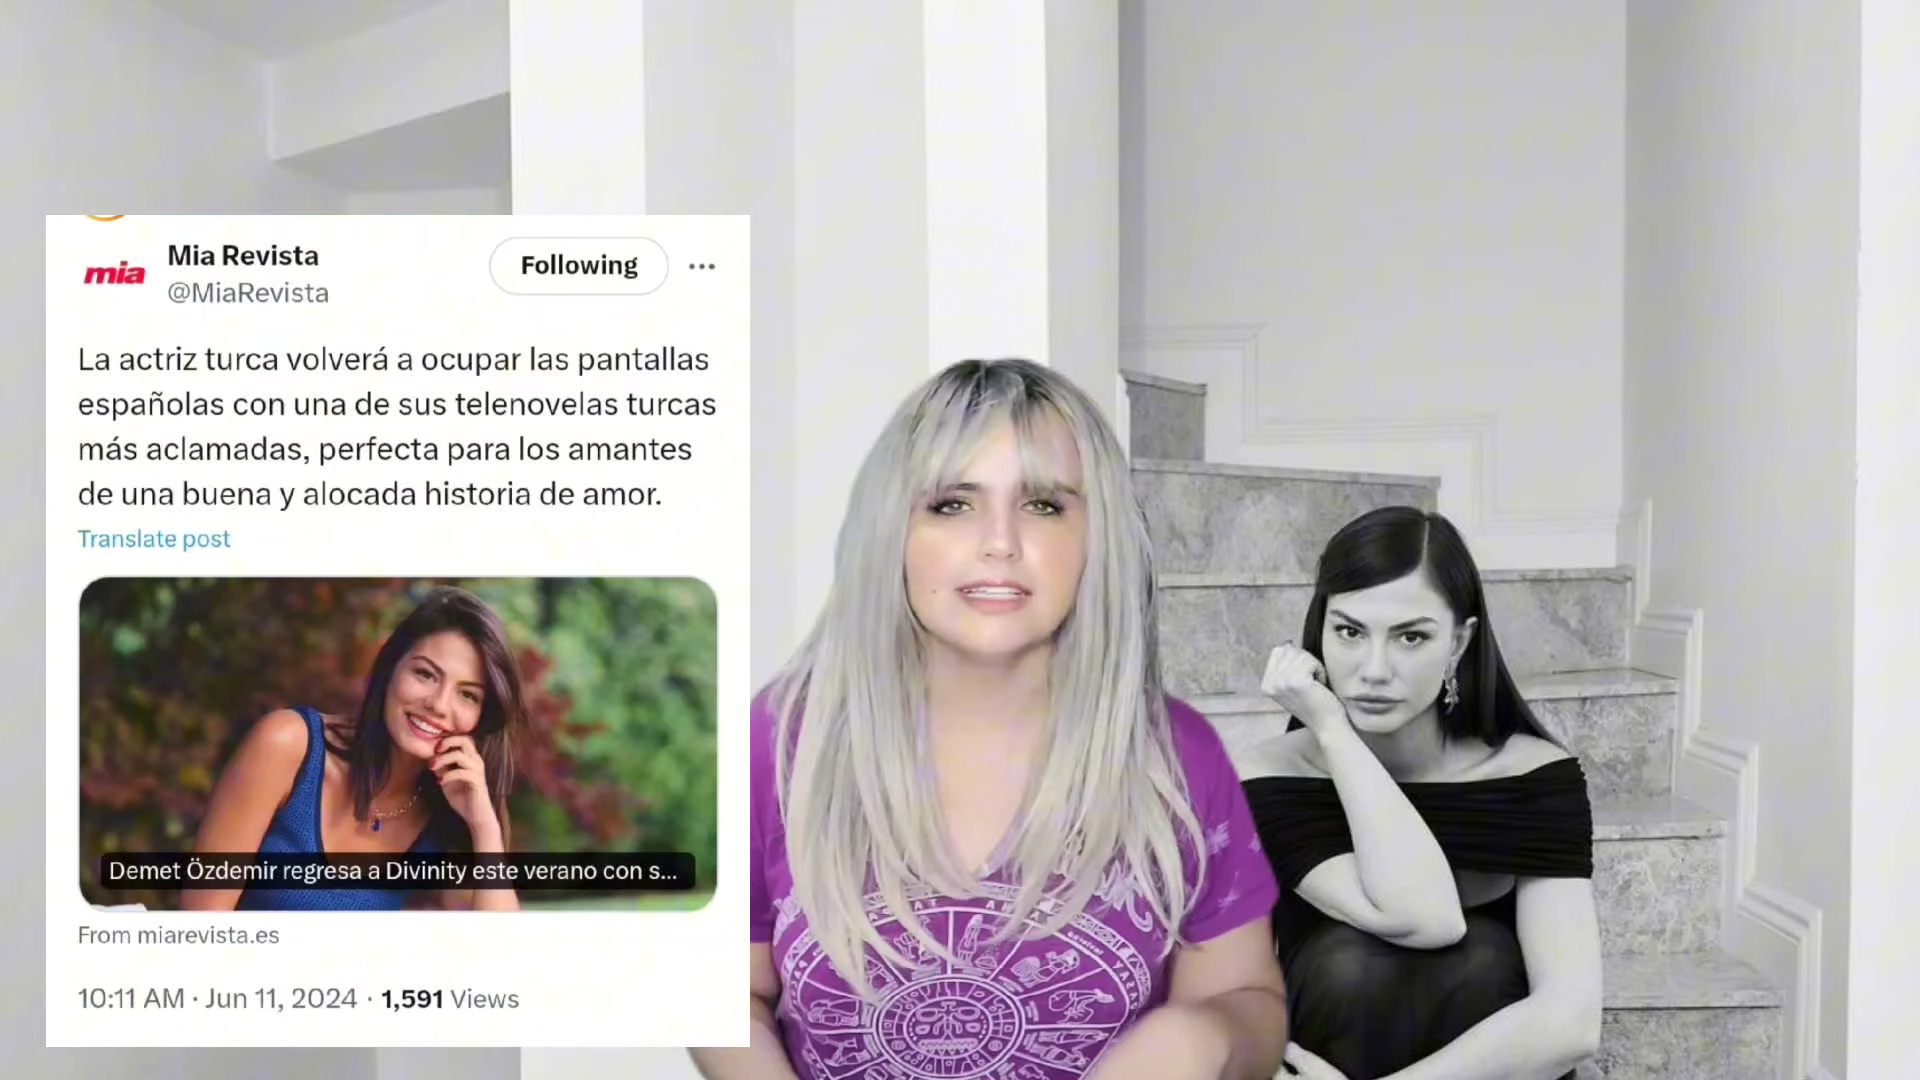 mia
Mia Revista
@MiaRevista
Following
La actriz turca volverá a ocupar las pantallas
españolas con una de sus telenovelas turcas
más aclamadas, perfecta para los amantes
de una buena y alocada historia de amor.
Translate post
Demet Özdemir regresa a Divinity este verano con s...
From miarevista.es
10:11 AM · Jun 11, 2024 · 1,591 Views